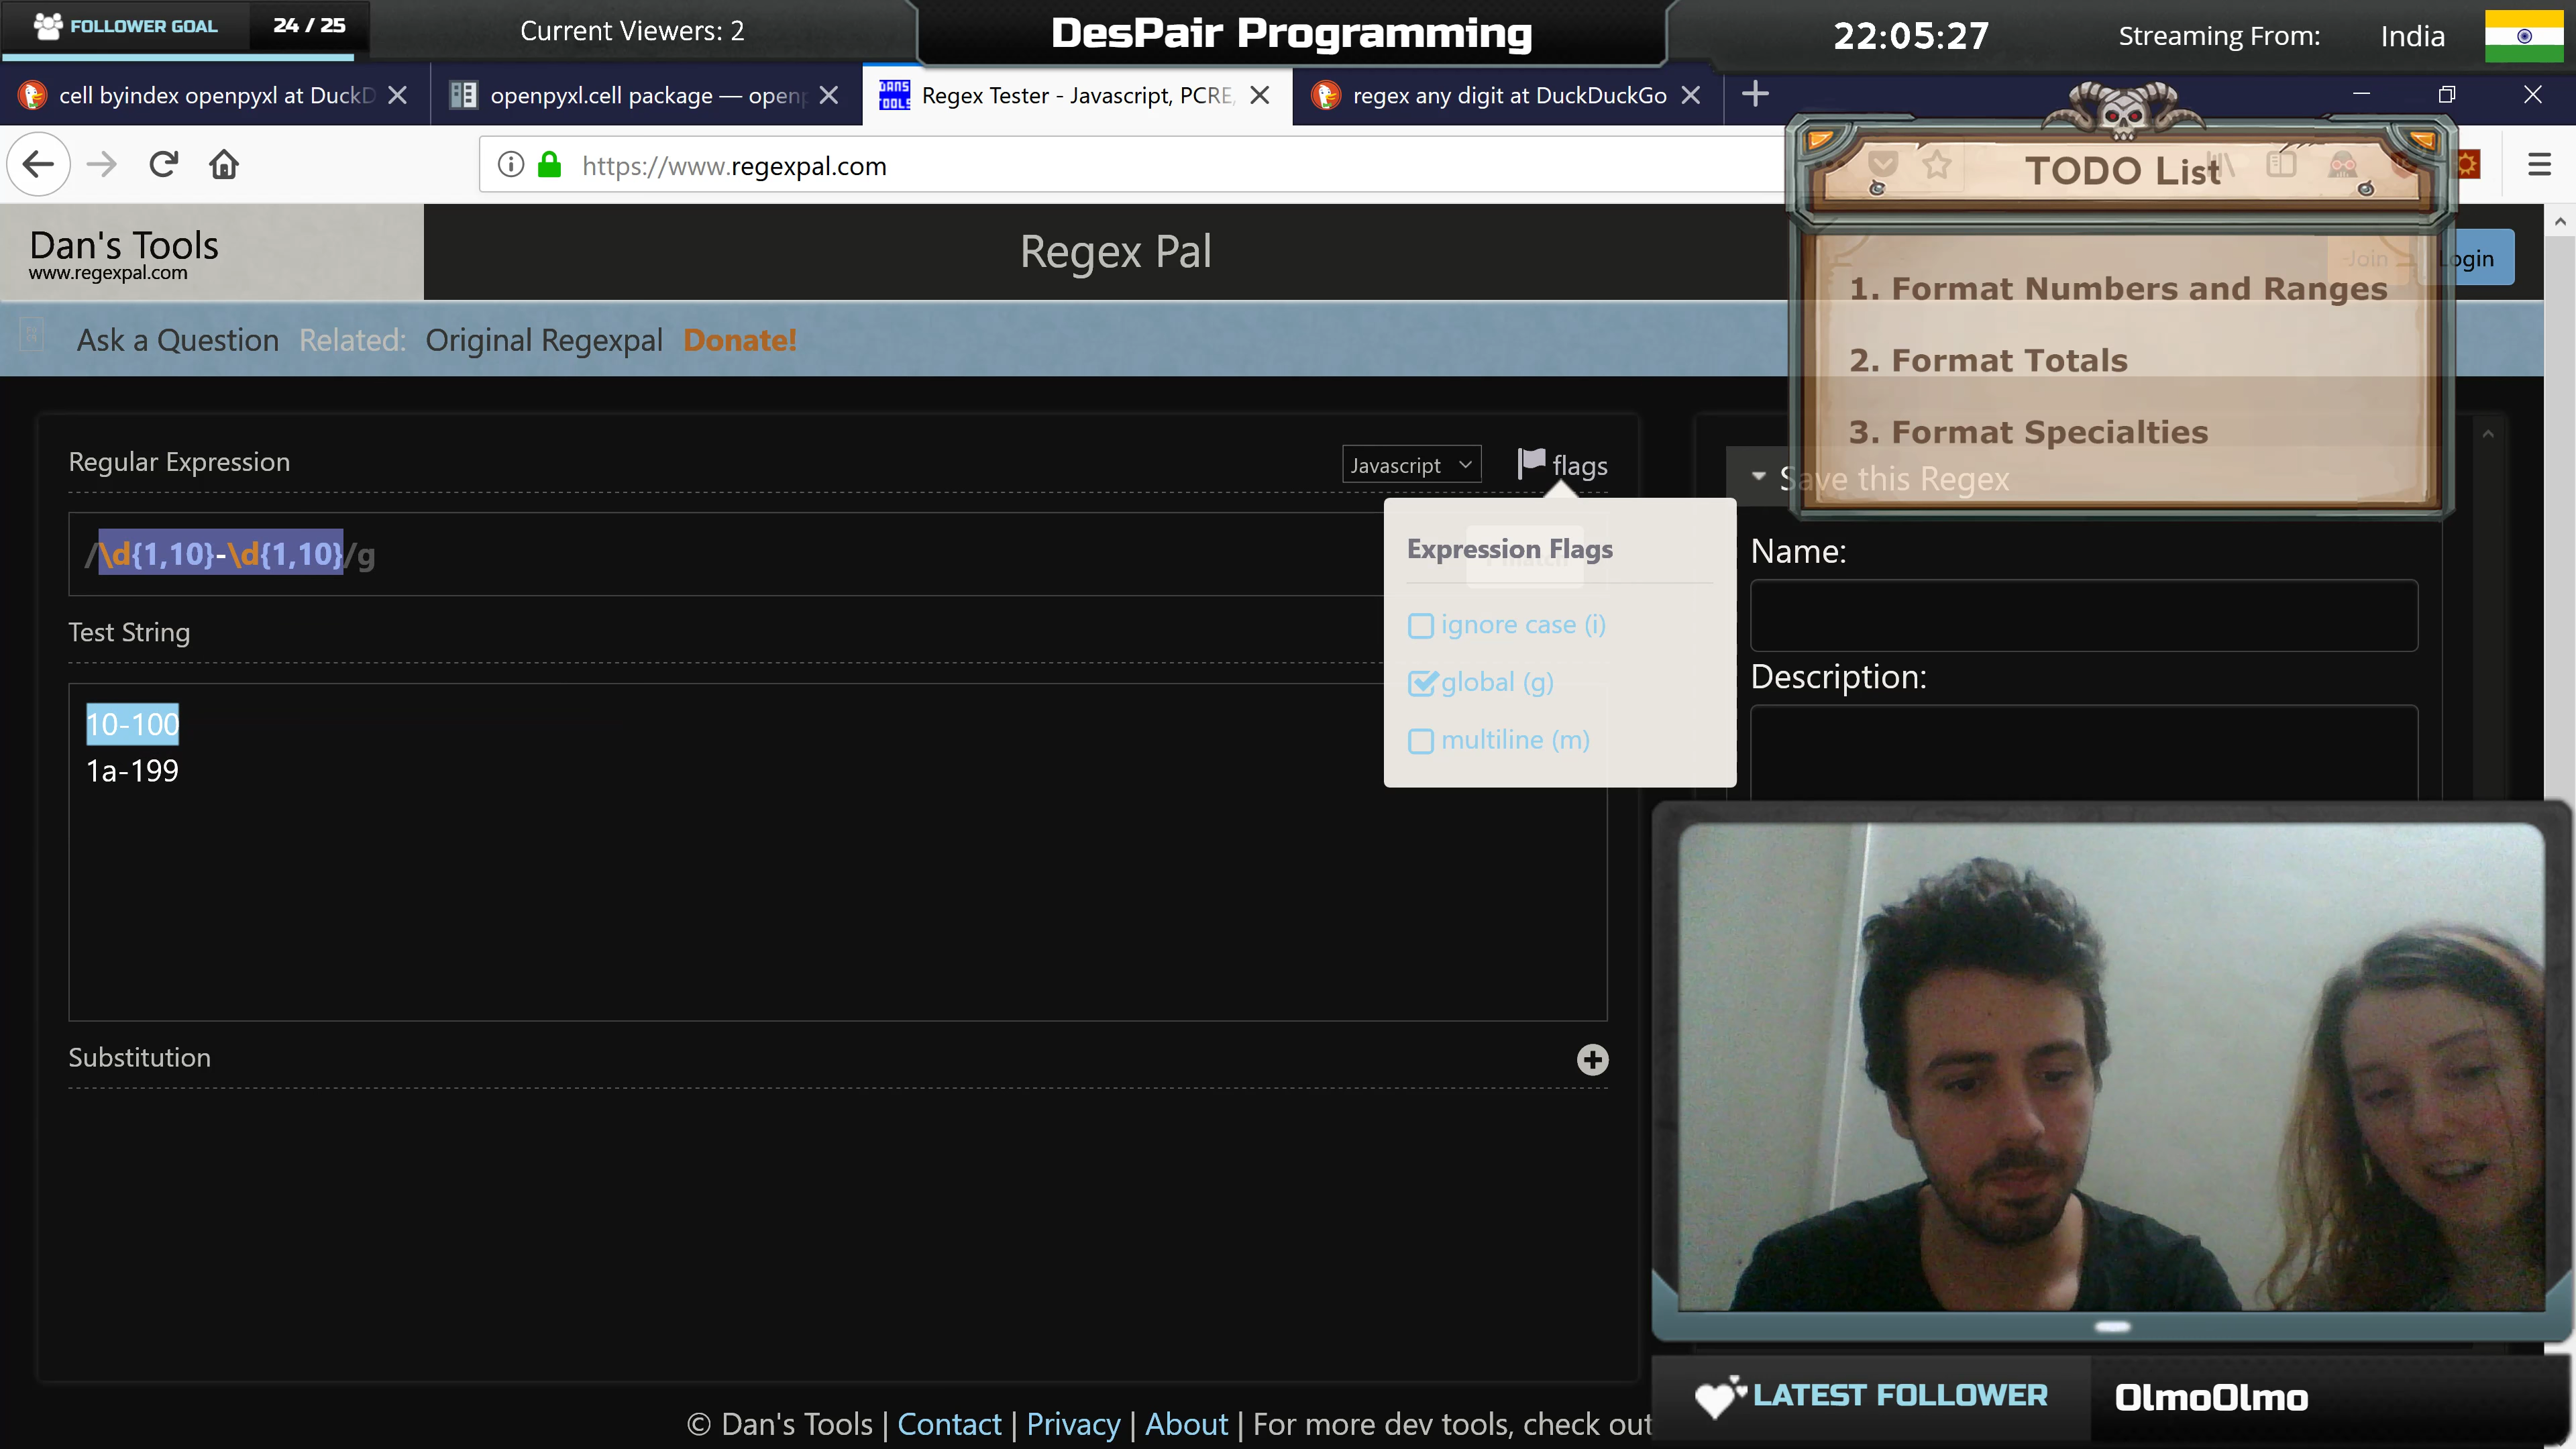 FOLLOWER GOAL 24 / 25
Current Viewers: 2
DesPair Programming
22:05:27
Streaming From: India
cell byindex openpyxl at DuckD
openpyxl.cell package — openp
Regex Tester - Javascript, PCRE,
regex any digit at DuckDuckGo
https://www.regexpal.com
TODO List
1. Format Numbers and Ranges
2. Format Totals
3. Format Specialties
Dan's Tools
www.regexpal.com
Regex Pal
Join
Login
Ask a Question Related: Original Regexpal Donate!
Regular Expression
Javascript
flags
/\d{1,10}-\d{1,10}/g
Expression Flags
ignore case (i)
global (g)
multiline (m)
Test String
10-100
1a-199
Substitution
Save this Regex
Name:
Description:
LATEST FOLLOWER OlmoOlmo
© Dan's Tools | Contact | Privacy | About | For more dev tools, check out